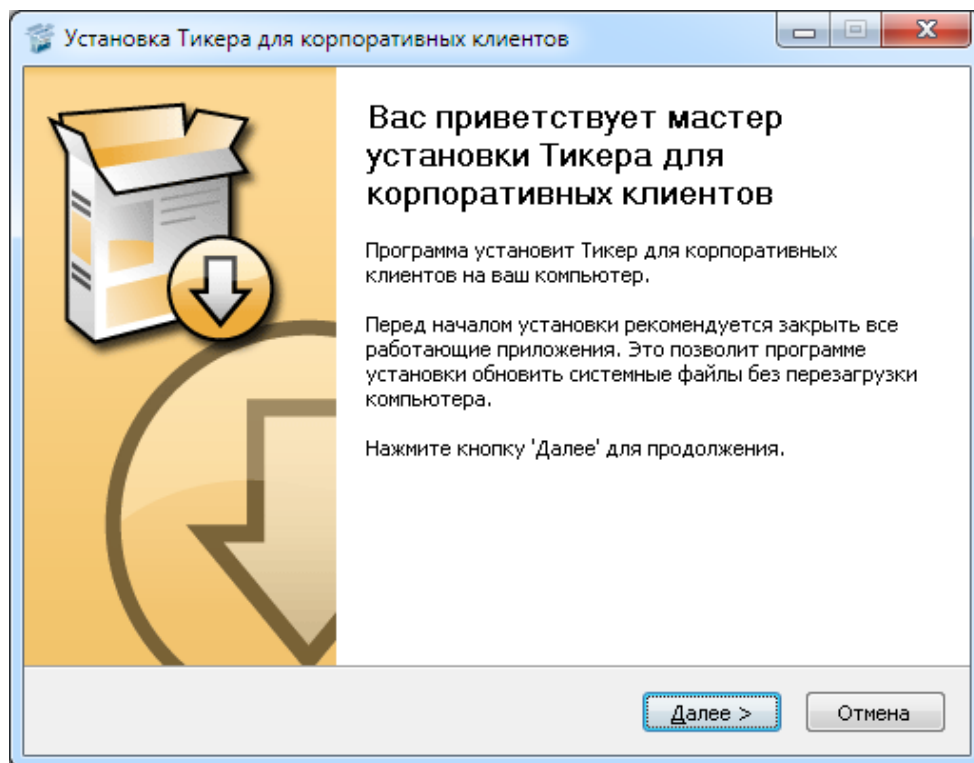 Установка Тикера для корпоративных клиентов
Вас приветствует мастер
установки Тикера для
корпоративных клиентов
Программа установит Тикер для корпоративных
клиентов на ваш компьютер.
Перед началом установки рекомендуется закрыть все
работающие приложения. Это позволит программе
установки обновить системные файлы без перезагрузки
компьютера.
Нажмите кнопку 'Далее' для продолжения.
Далее >
Отмена